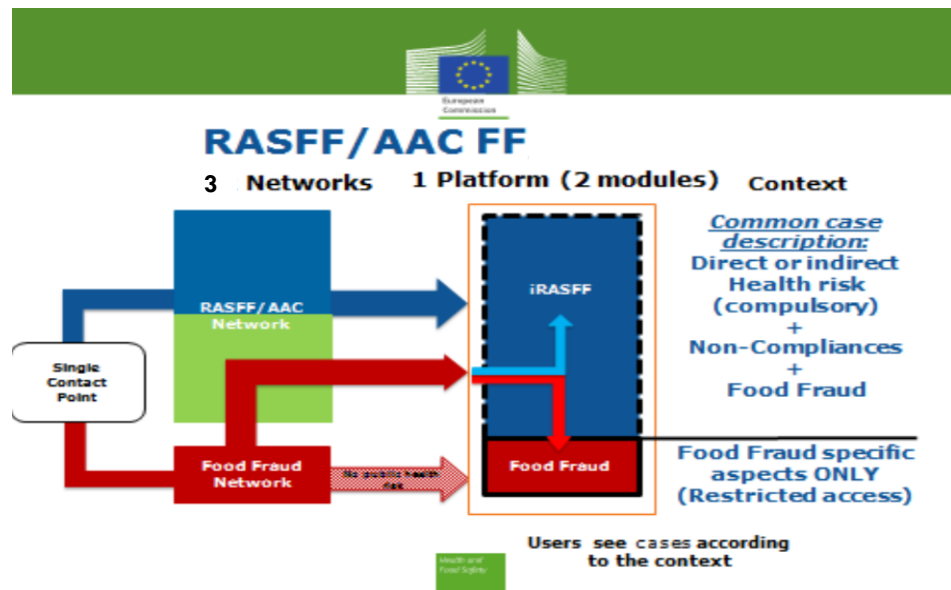 European
Commission
RASFF/AAC FF
3 Networks 1 Platform (2 modules) Context
Common case
description:
Direct or indirect
Health risk
(compulsory)
+
Non-Compliances
+
Food Fraud
iRASFF
RASFF/AAC
Network
Single
Contact
Point
Food Fraud
Network
No public health
risk
Food Fraud
Food Fraud specific
aspects ONLY
(Restricted access)
Users see cases according
to the context
Health and
Food Safety